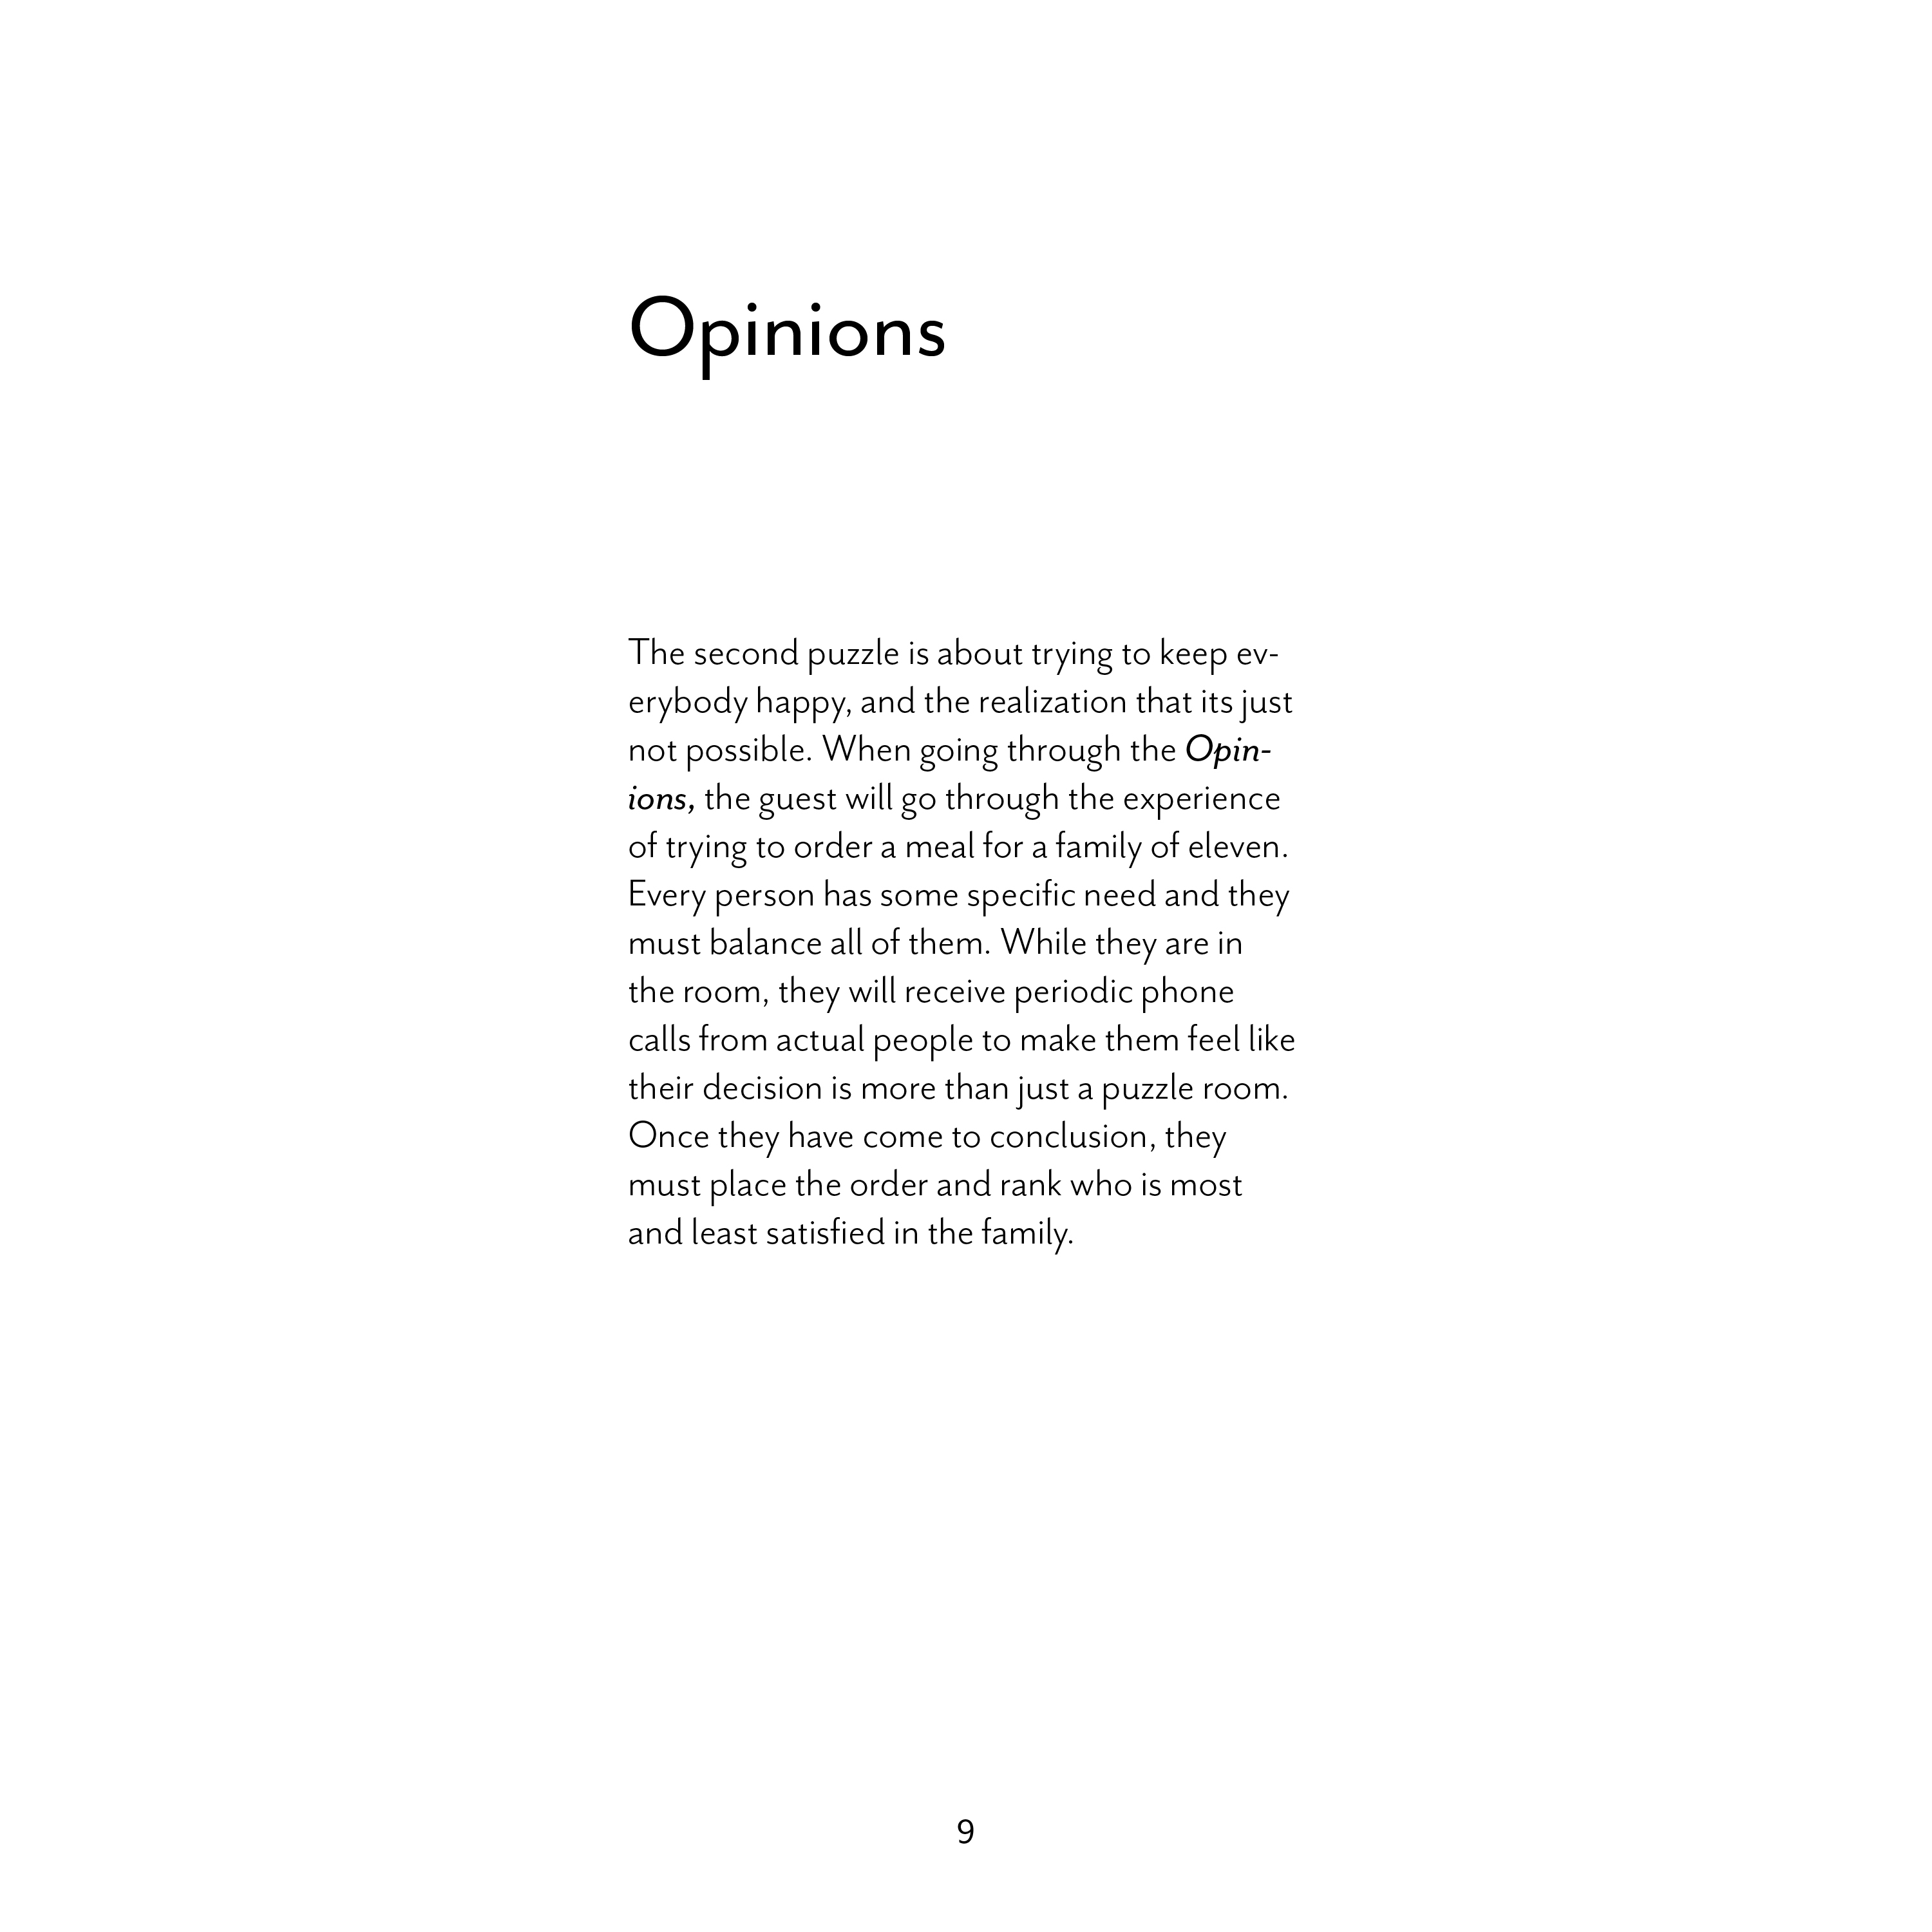 Opinions
The second puzzle is about trying to keep ev-
erybody happy, and the realization that its just
not possible. When going through the Opin-
ions, the guest will go through the experience
of trying to order a meal for a family of eleven.
Every person has some specific need and they
must balance all of them. While they are in
the room, they will receive periodic phone
calls from actual people to make them feel like
their decision is more than just a puzzle room.
Once they have come to conclusion, they
must place the order and rank who is most
and least satisfied in the family.
9